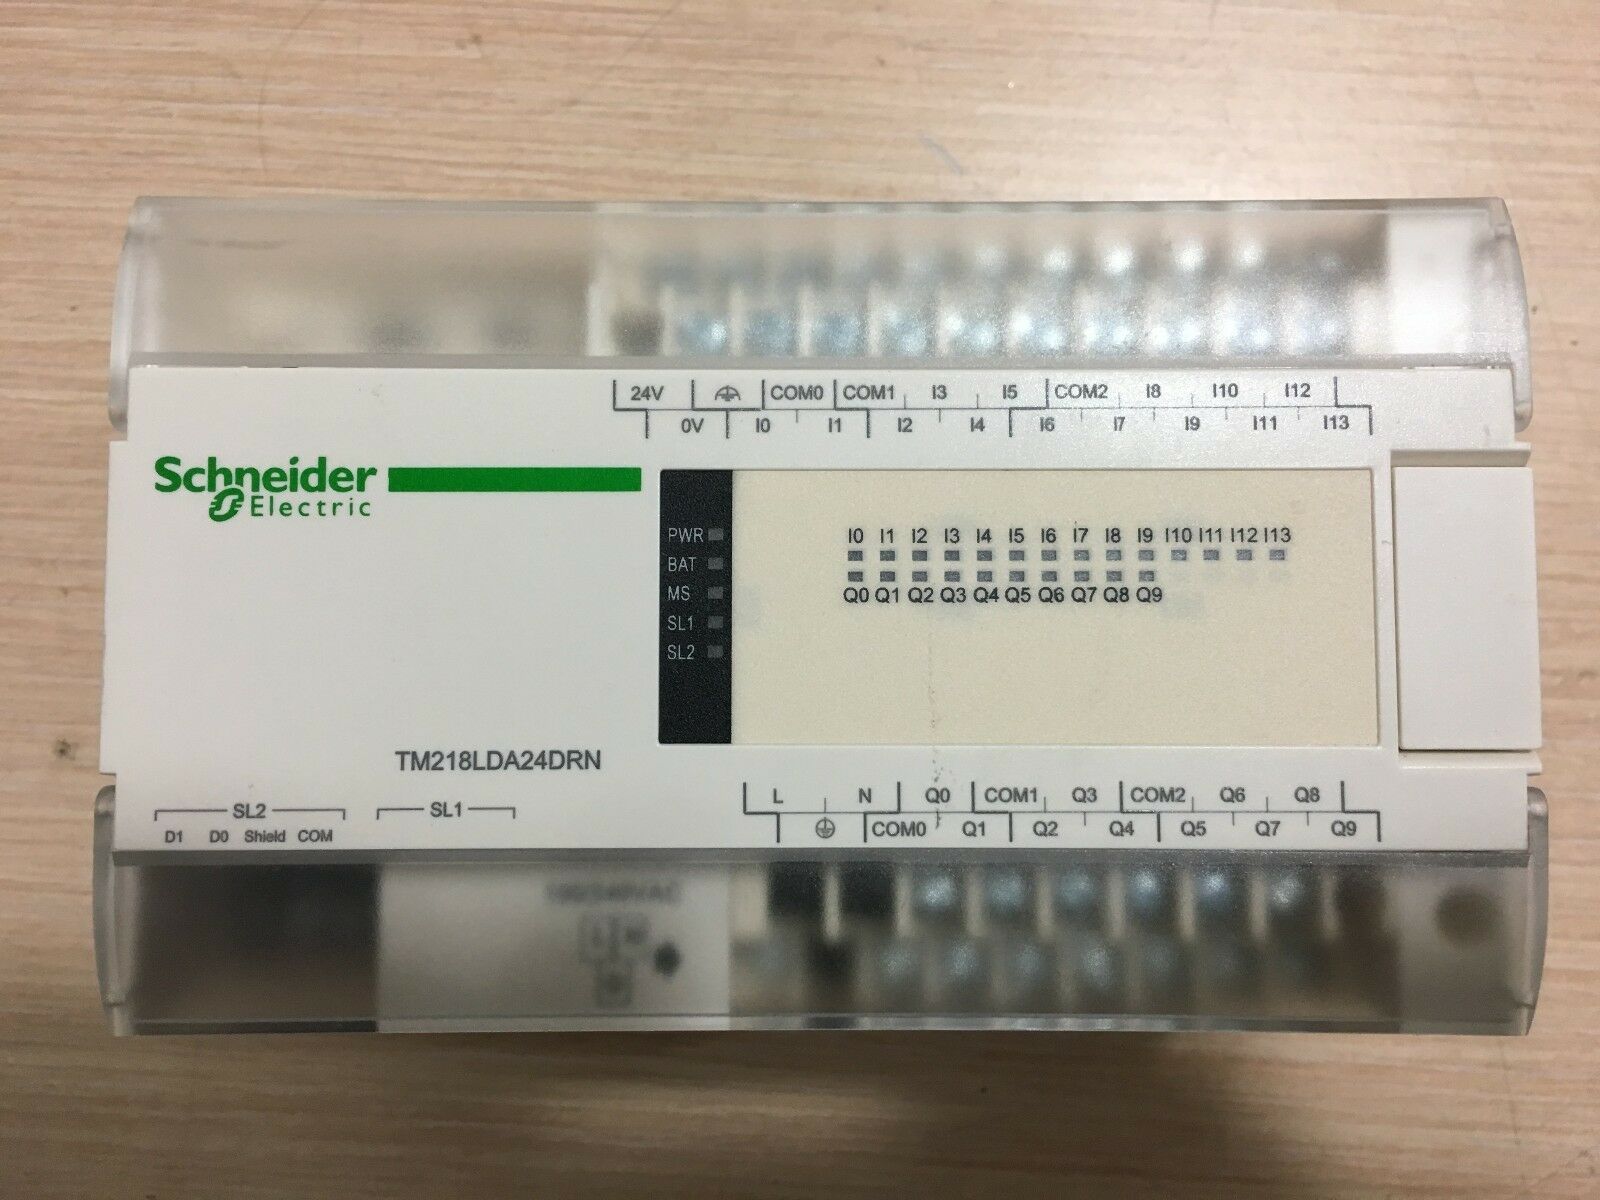 24V COM0 COM1 I3 I5 COM2 I8 I10 I12
0V I0 I1 I2 I4 I6 I7 I9 I11 I13
Schneider
Electric
PWR
BAT
MS
SL1
SL2
I0 I1 I2 I3 I4 I5 I6 I7 I8 I9 I10 I11 I12 I13
Q0 Q1 Q2 Q3 Q4 Q5 Q6 Q7 Q8 Q9
TM218LDA24DRN
SL2 SL1
D1 D0 Shield COM
L N Q0 COM1 Q3 COM2 Q6 Q8
COM0 Q1 Q2 Q4 Q5 Q7 Q9